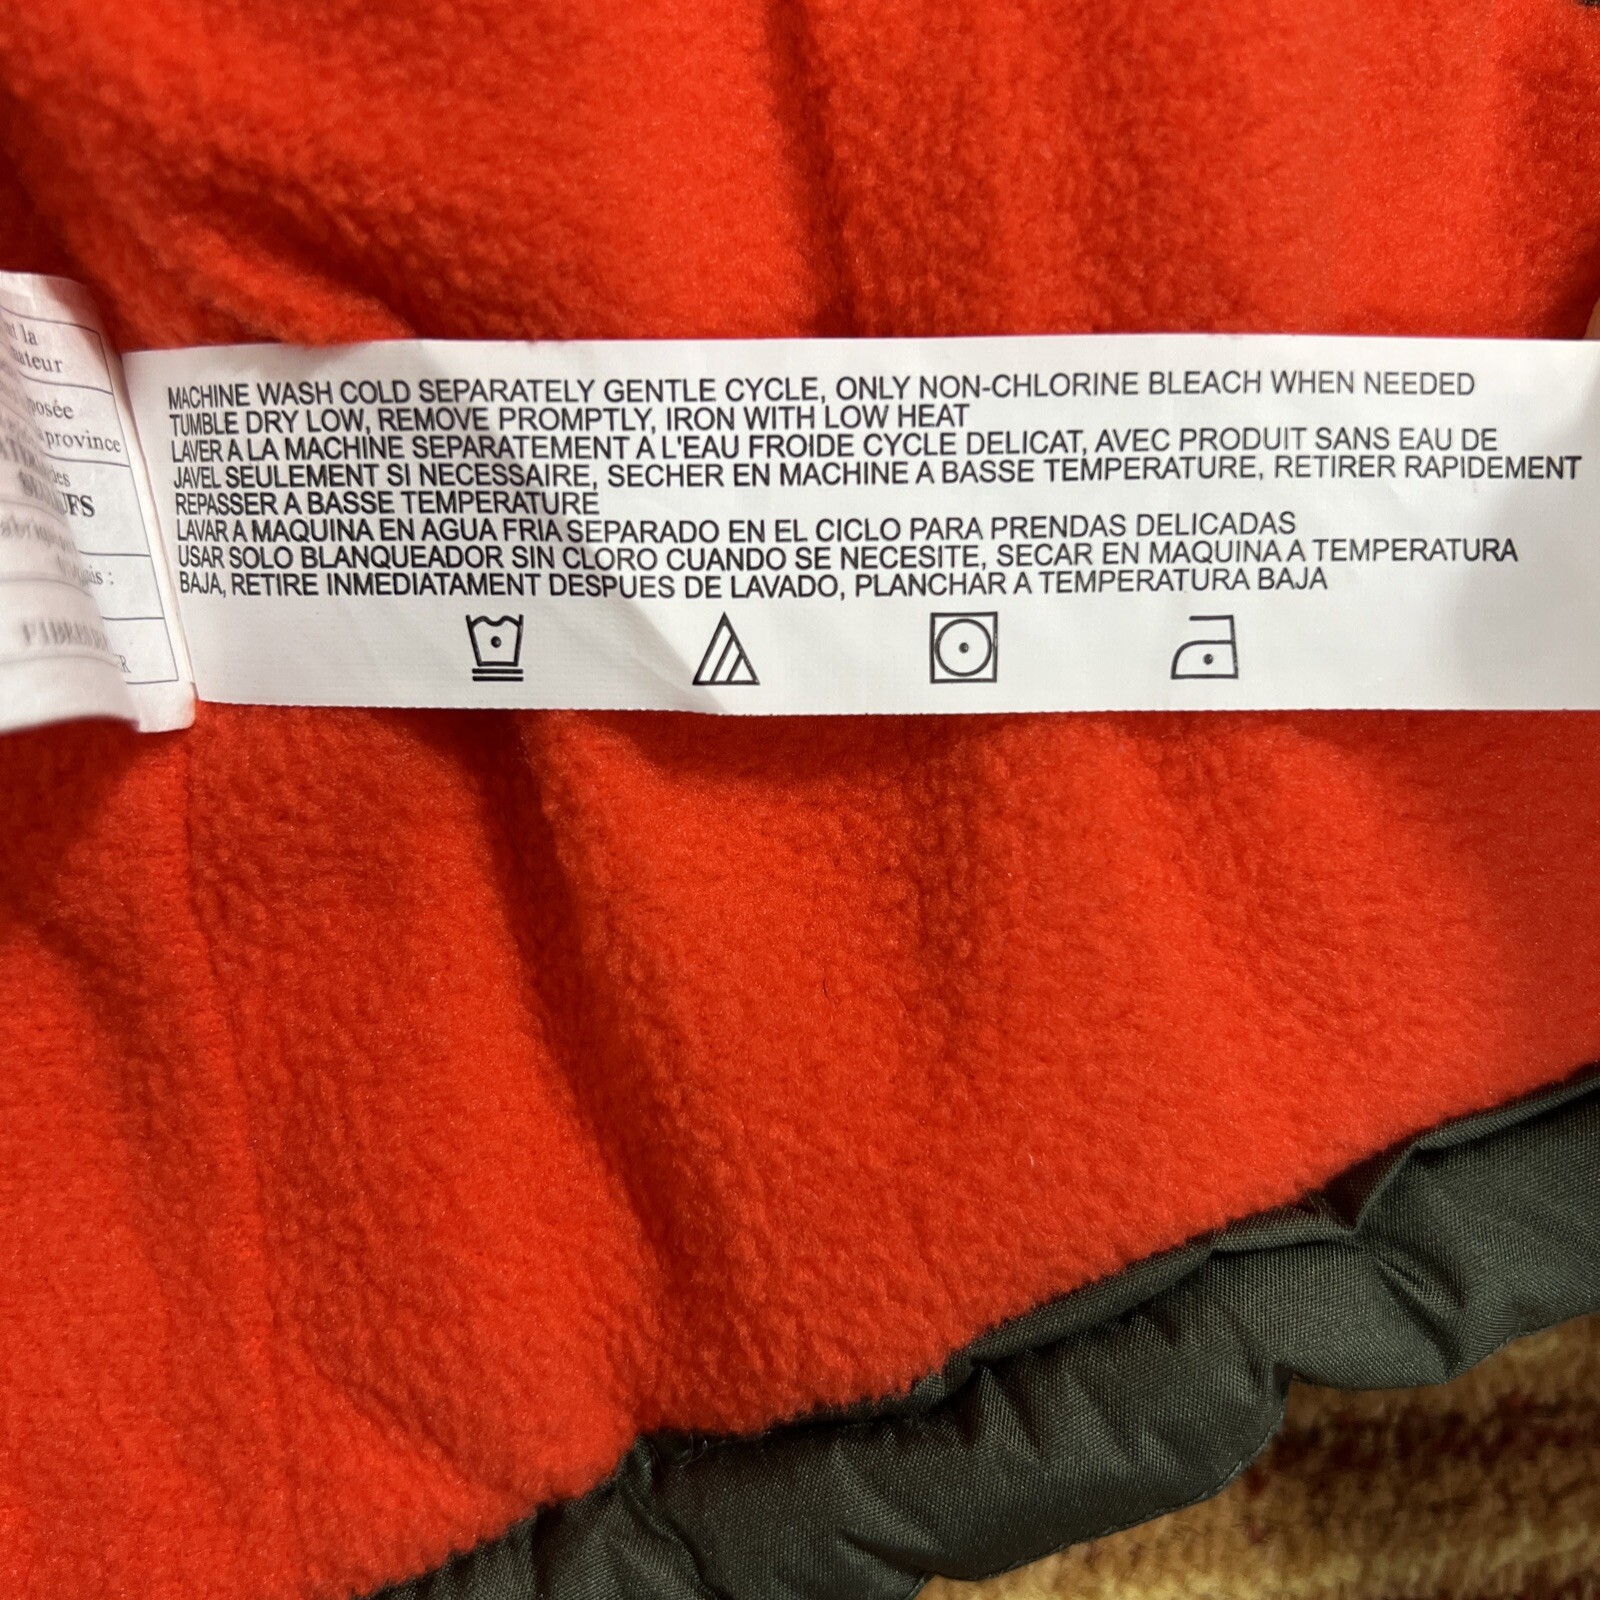 la
posée
province
des
MACHINE WASH COLD SEPARATELY GENTLE CYCLE, ONLY NON-CHLORINE BLEACH WHEN NEEDED
TUMBLE DRY LOW, REMOVE PROMPTLY, IRON WITH LOW HEAT
LAVER A LA MACHINE SEPARATEMENT A L'EAU FROIDE CYCLE DELICAT, AVEC PRODUIT SANS EAU DE
JAVEL SEULEMENT SI NECESSAIRE, SECHER EN MACHINE A BASSE TEMPERATURE, RETIRER RAPIDEMENT
REPASSER A BASSE TEMPERATURE
LAVAR A MAQUINA EN AGUA FRIA SEPARADO EN EL CICLO PARA PRENDAS DELICADAS
USAR SOLO BLANQUEADOR SIN CLORO CUANDO SE NECESITE, SECAR EN MAQUINA A TEMPERATURA
BAJA, RETIRE INMEDIATAMENT DESPUES DE LAVADO, PLANCHAR A TEMPERATURA BAJA